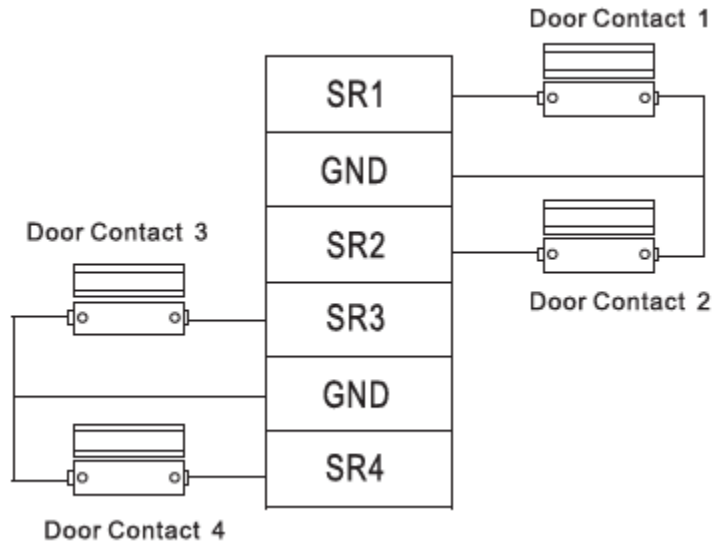 Door Contact 1
SR1
GND
Door Contact 3
SR2
Door Contact 2
SR3
GND
SR4
Door Contact 4